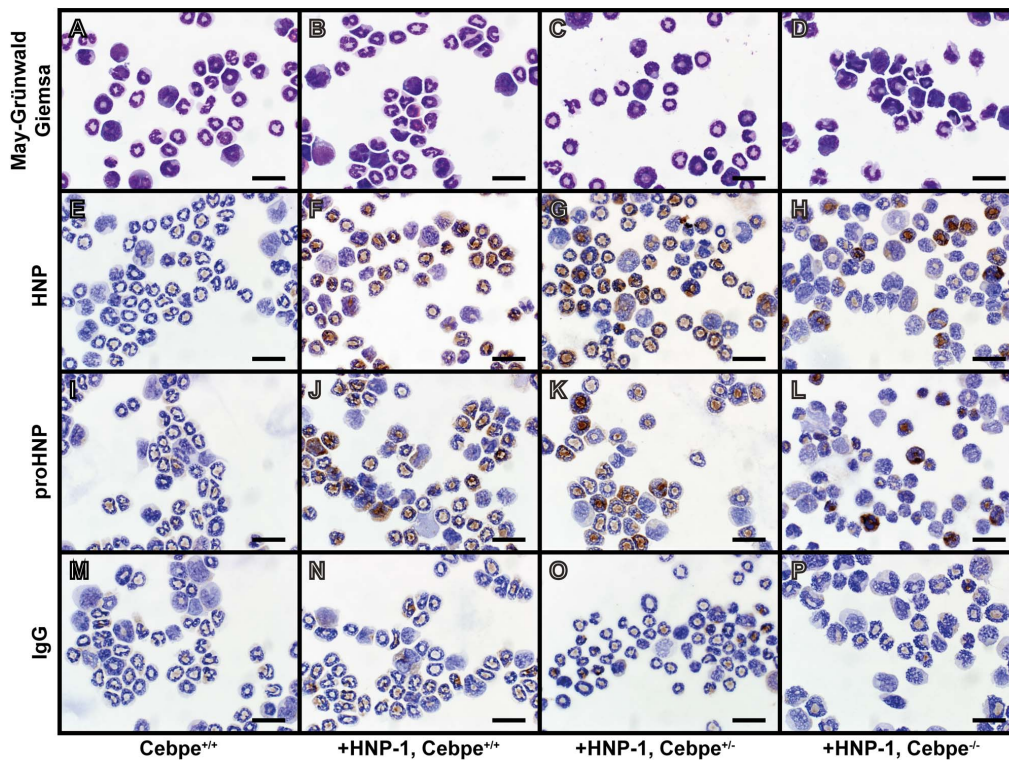 A B C D
May-Grünwald
Giemsa
E F G H
HNP
I J K L
proHNP
M N O P
IgG
Cebpe+/+ +HNP-1, Cebpe+/+ +HNP-1, Cebpe+/- +HNP-1, Cebpe-/-